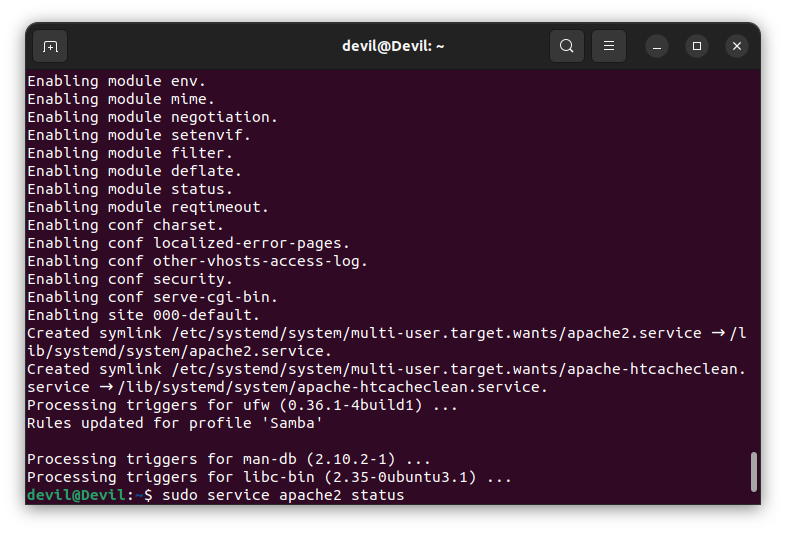 devil@Devil: ~
Enabling module env.
Enabling module mime.
Enabling module negotiation.
Enabling module setenvif.
Enabling module filter.
Enabling module deflate.
Enabling module status.
Enabling module reqtimeout.
Enabling conf charset.
Enabling conf localized-error-pages.
Enabling conf other-vhosts-access-log.
Enabling conf security.
Enabling conf serve-cgi-bin.
Enabling site 000-default.
Created symlink /etc/systemd/system/multi-user.target.wants/apache2.service → /l
ib/systemd/system/apache2.service.
Created symlink /etc/systemd/system/multi-user.target.wants/apache-htcacheclean.
service → /lib/systemd/system/apache-htcacheclean.service.
Processing triggers for ufw (0.36.1-4build1) ...
Rules updated for profile 'Samba'
Processing triggers for man-db (2.10.2-1) ...
Processing triggers for libc-bin (2.35-0ubuntu3.1) ...
devil@Devil:~$ sudo service apache2 status